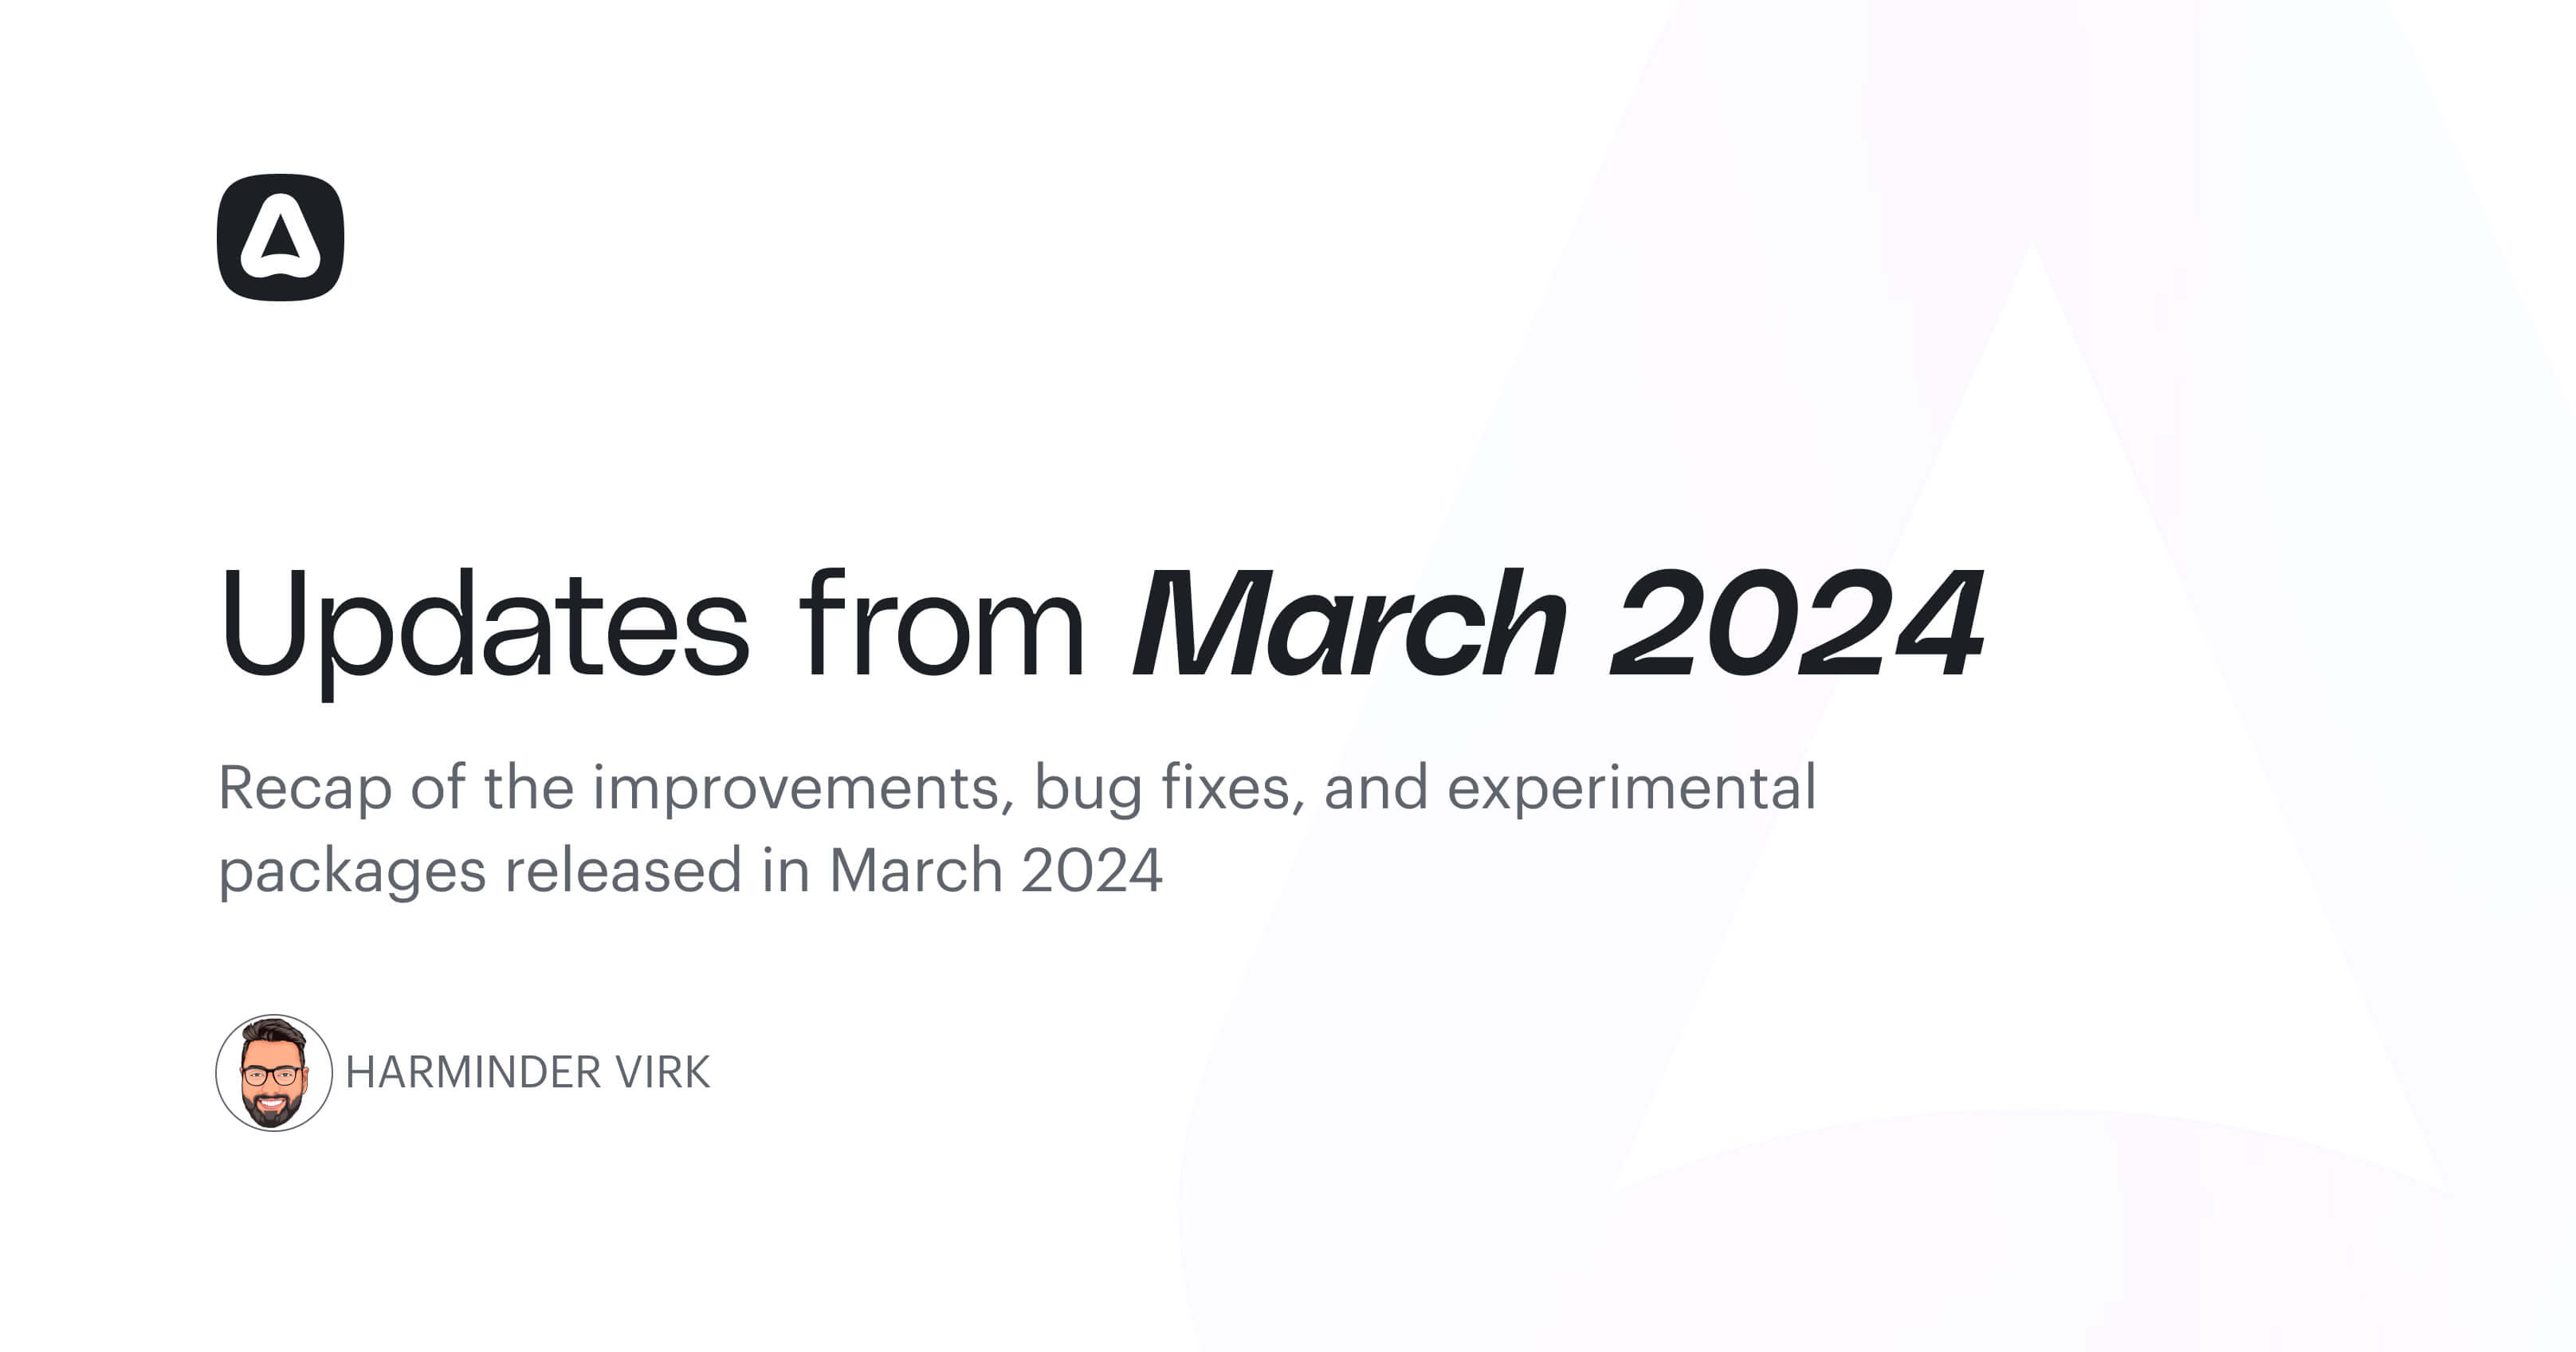 Updates from March 2024
Recap of the improvements, bug fixes, and experimental
packages released in March 2024
HARMINDER VIRK